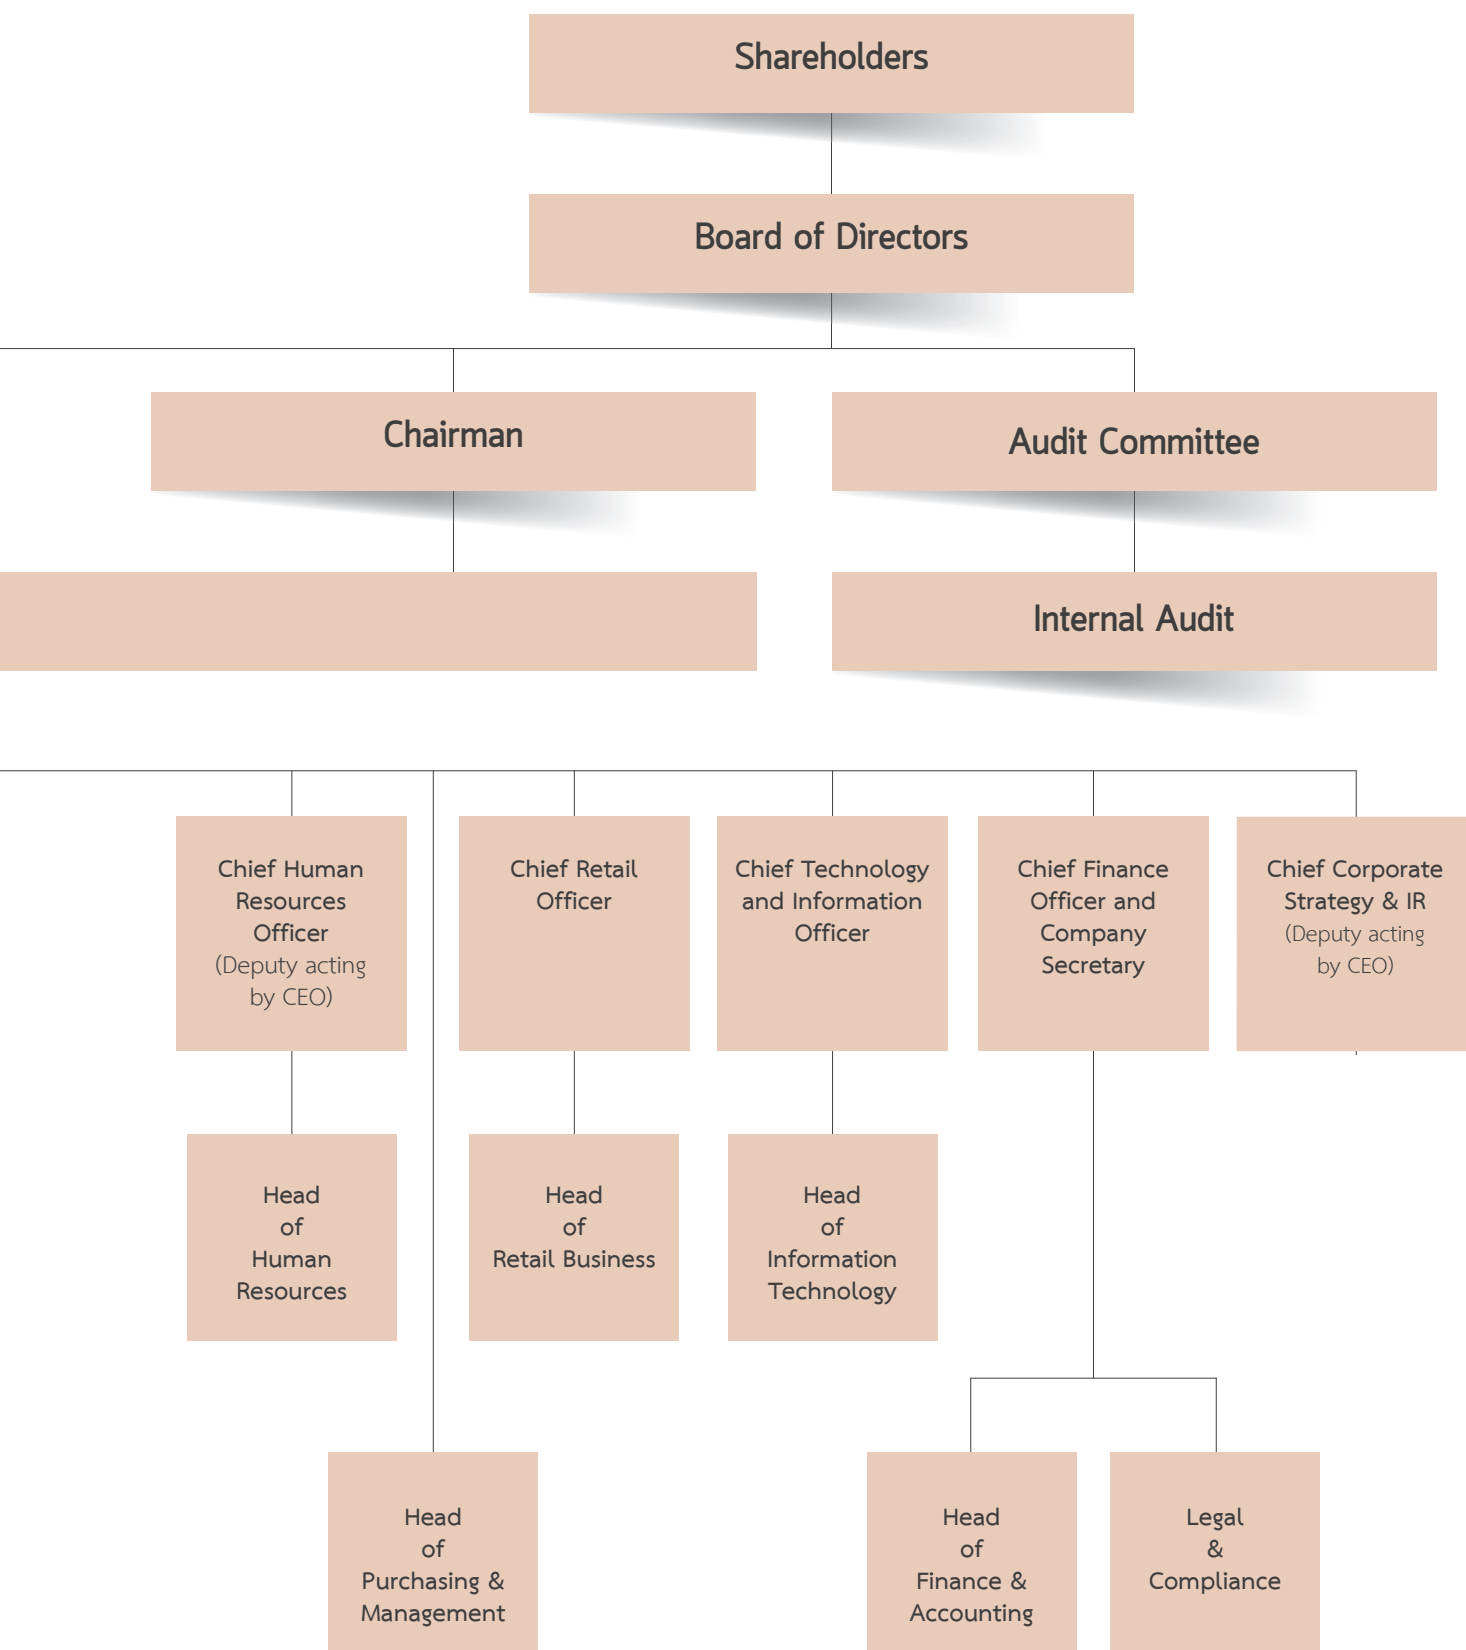 Shareholders
Board of Directors
Chairman
Audit Committee
Internal Audit
Chief Human
Resources
Officer
(Deputy acting
by CEO)
Chief Retail
Officer
Chief Technology
and Information
Officer
Chief Finance
Officer and
Company
Secretary
Chief Corporate
Strategy & IR
(Deputy acting
by CEO)
Head
of
Human
Resources
Head
of
Retail Business
Head
of
Information
Technology
Head
of
Purchasing &
Management
Head
of
Finance &
Accounting
Legal
&
Compliance